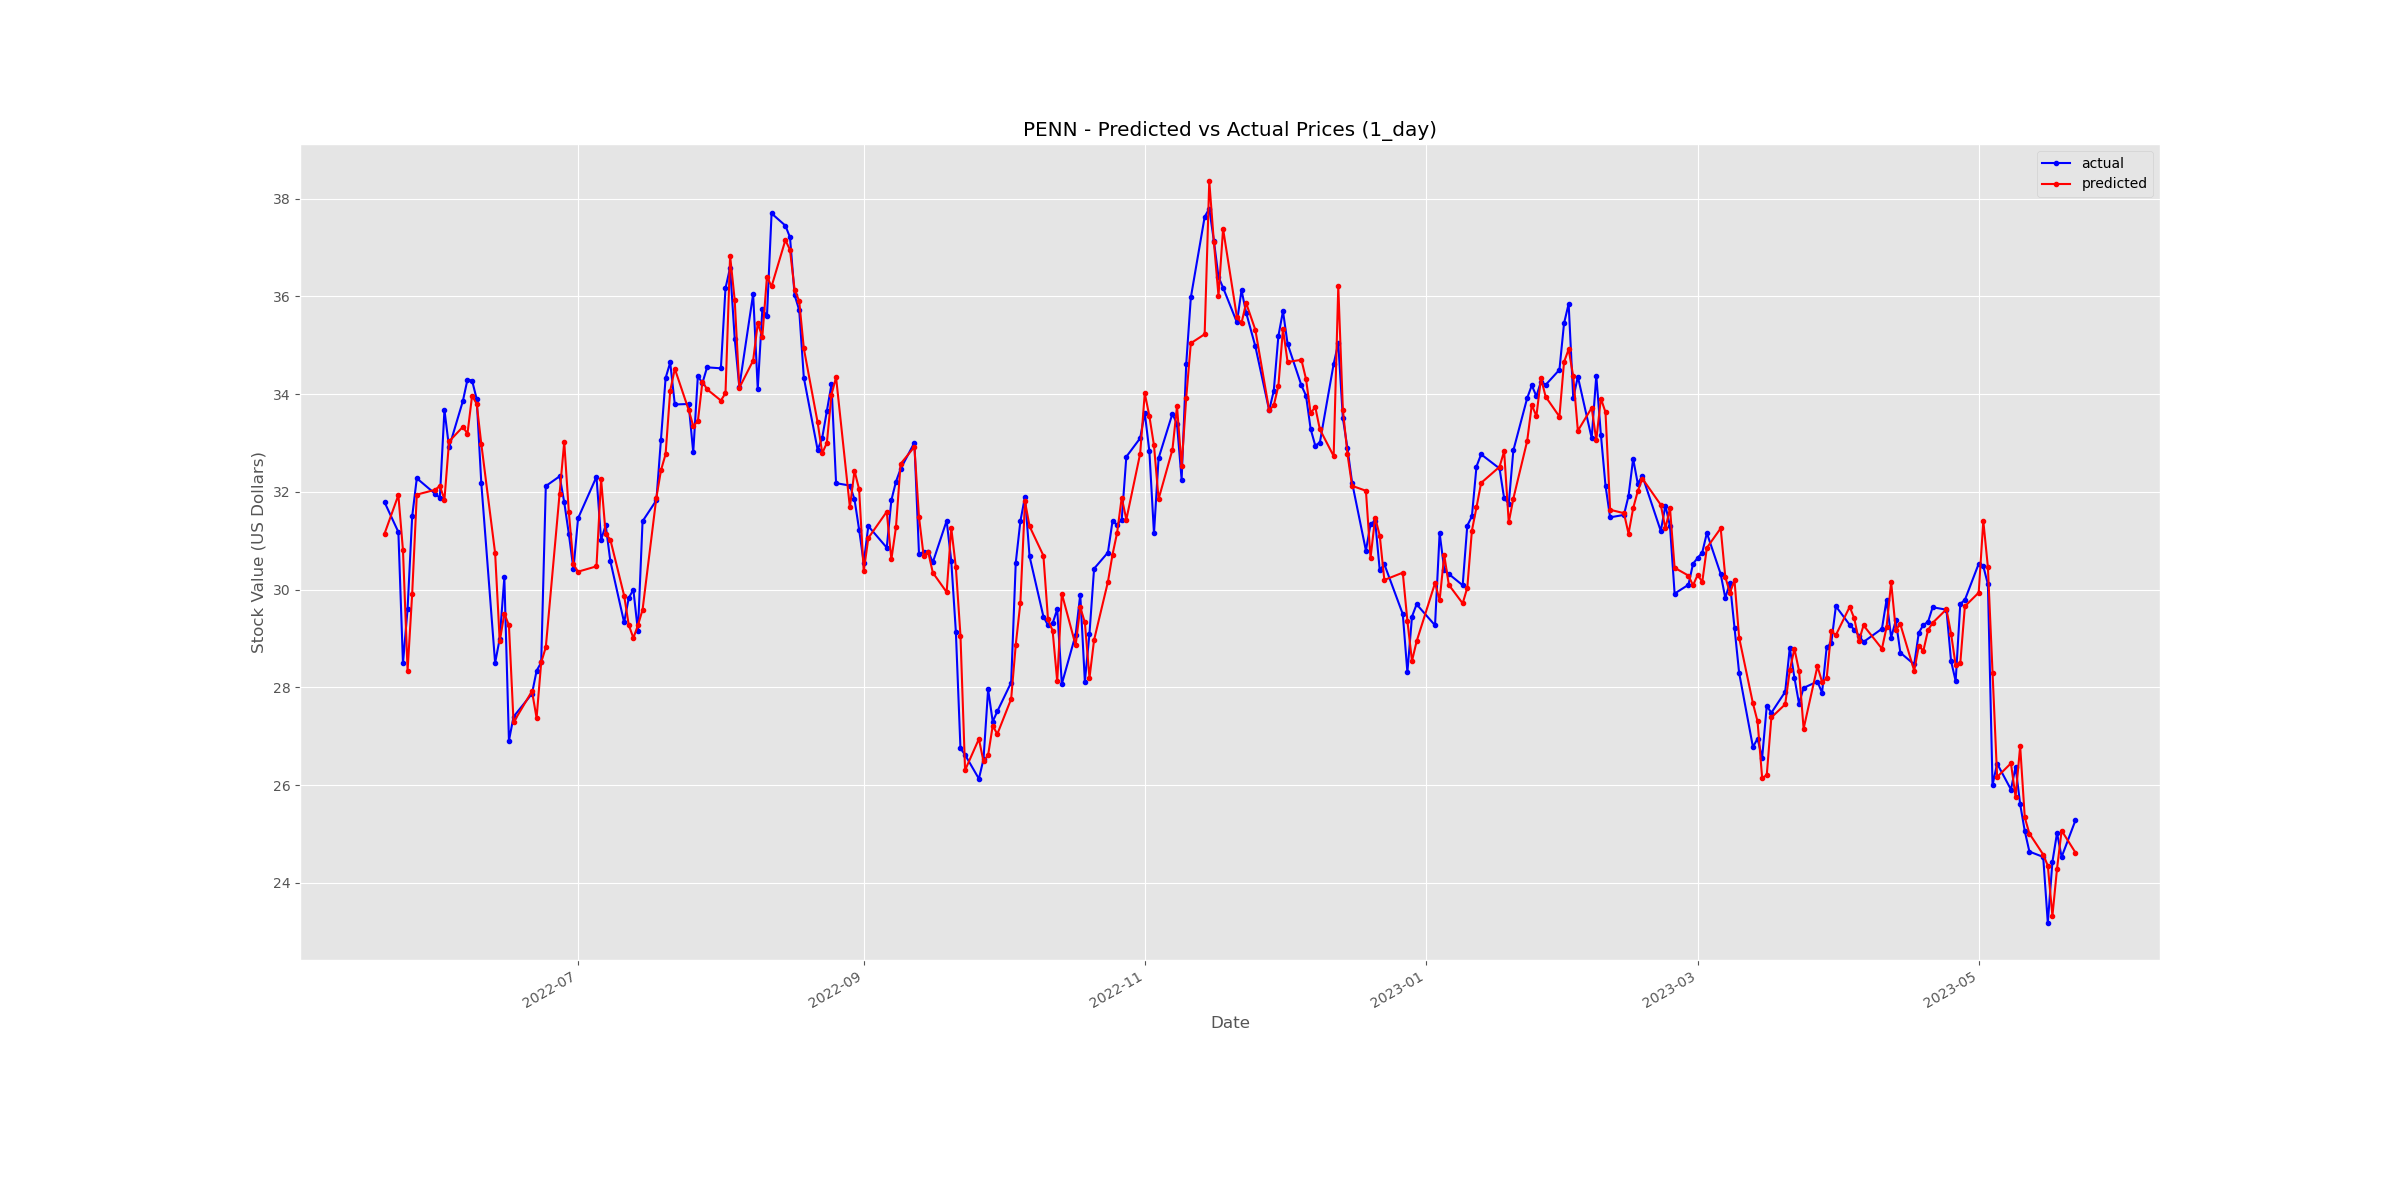 PENN - Predicted vs Actual Prices (1_day)
actual
predicted
Stock Value (US Dollars)
38
36
34
32
30
28
26
24
2022-07
2022-09
2022-11
2023-01
2023-03
2023-05
Date